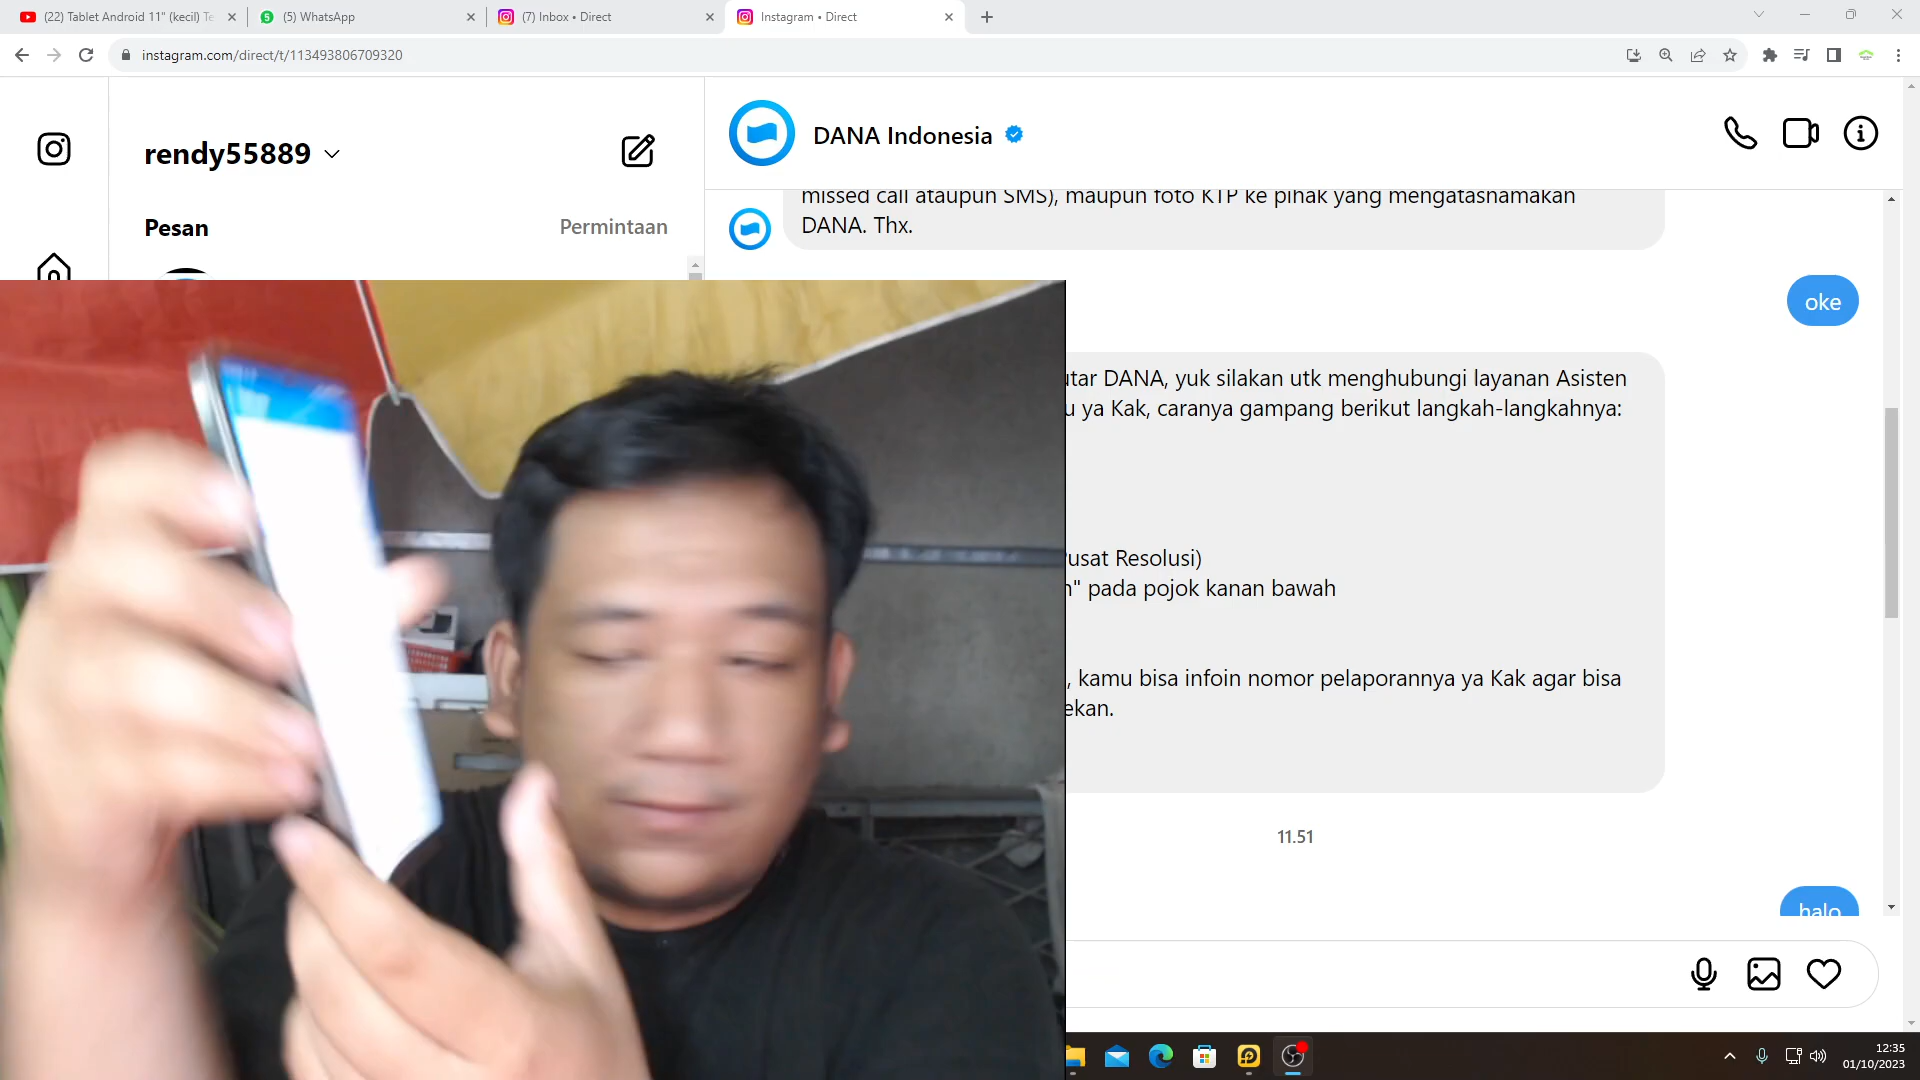 (22) Tablet Android 11" (kecil) Te
(5) WhatsApp
(7) Inbox • Direct
Instagram • Direct
instagram.com/direct/t/113493806709320
rendy55889
Pesan
Permintaan
DANA Indonesia
missed call ataupun SMS), maupun foto KTP ke pihak yang mengatasnamakan
DANA. Thx.
oke
utar DANA, yuk silakan utk menghubungi layanan Asisten
u ya Kak, caranya gampang berikut langkah-langkahnya:
Pusat Resolusi)
n" pada pojok kanan bawah
, kamu bisa infoin nomor pelaporannya ya Kak agar bisa
ekan.
11.51
halo
12:35
01/10/2023